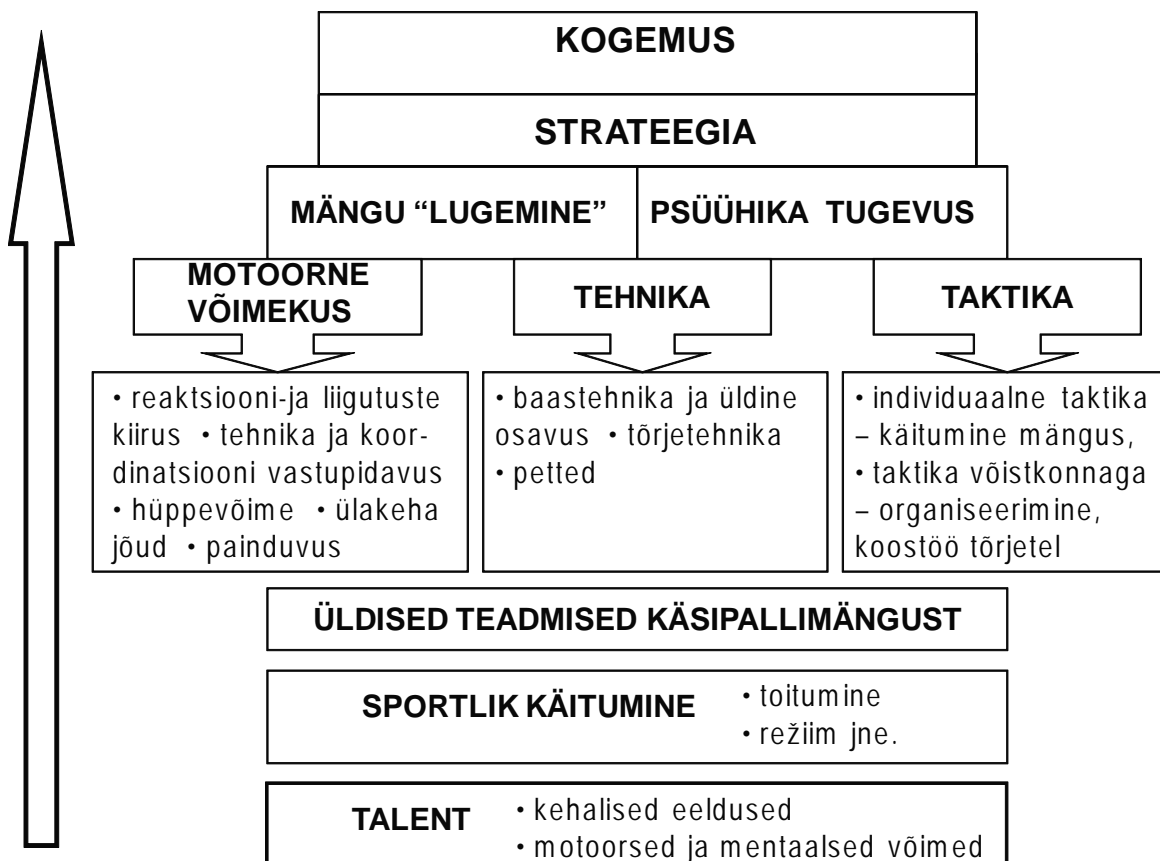 KOGEMUS
STRATEEGIA
MÄNGU “LUGEMINE”
PSÜÜHIKA TUGEVUS
MOTOORNE
VÕIMEKUS
TEHNIKA
TAKTIKA
• reaktsiooni-ja liigutuste
kiirus • tehnika ja koor-
dinatsiooni vastupidavus
• hüppevõime • ülakeha
jõud • painduvus
• baastehnika ja üldine
osavus • tõrjetehnika
• petted
• individuaalne taktika
– käitumine mängus,
• taktika võistkonnaga
– organiseerimine,
koostöö tõrjetel
ÜLDISED TEADMISED KÄSIPALLIMÄNGUST
SPORTLIK KÄITUMINE
• toitumine
• režiim jne.
TALENT
• kehalised eeldused
• motoorsed ja mentaalsed võimed